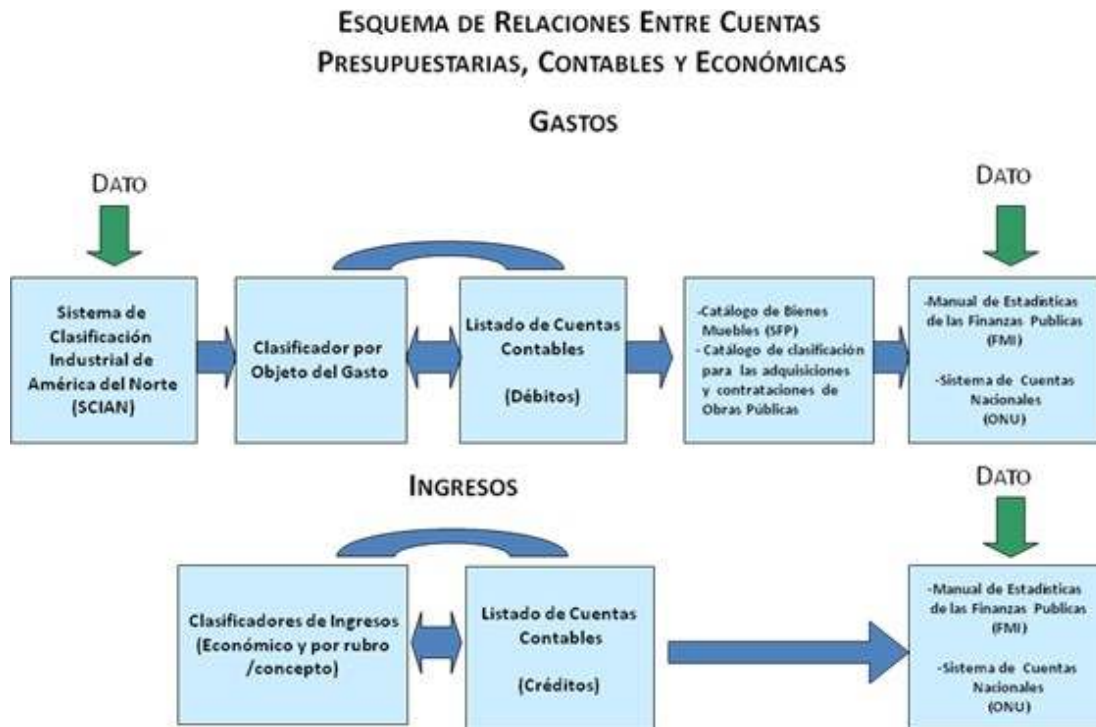 ESQUEMA DE RELACIONES ENTRE CUENTAS
PRESUPUESTARIAS, CONTABLES Y ECONÓMICAS
GASTOS
DATO
DATO
Sistema de
Clasificación
Industrial de
América del Norte
(SCIAN)
Clasificador por
Objeto del Gasto
Listado de Cuentas
Contables
(Débitos)
-Catálogo de Bienes
Muebles (SFP)
- Catálogo de clasificación
para las adquisiciones
y contrataciones de
Obras Públicas
-Manual de Estadísticas
de las Finanzas Publicas
(FMI)
-Sistema de Cuentas
Nacionales
(ONU)
INGRESOS
DATO
Clasificadores de Ingresos
(Económico y por rubro
/concepto)
Listado de Cuentas
Contables
(Créditos)
-Manual de Estadísticas
de las Finanzas Publicas
(FMI)
-Sistema de Cuentas
Nacionales
(ONU)